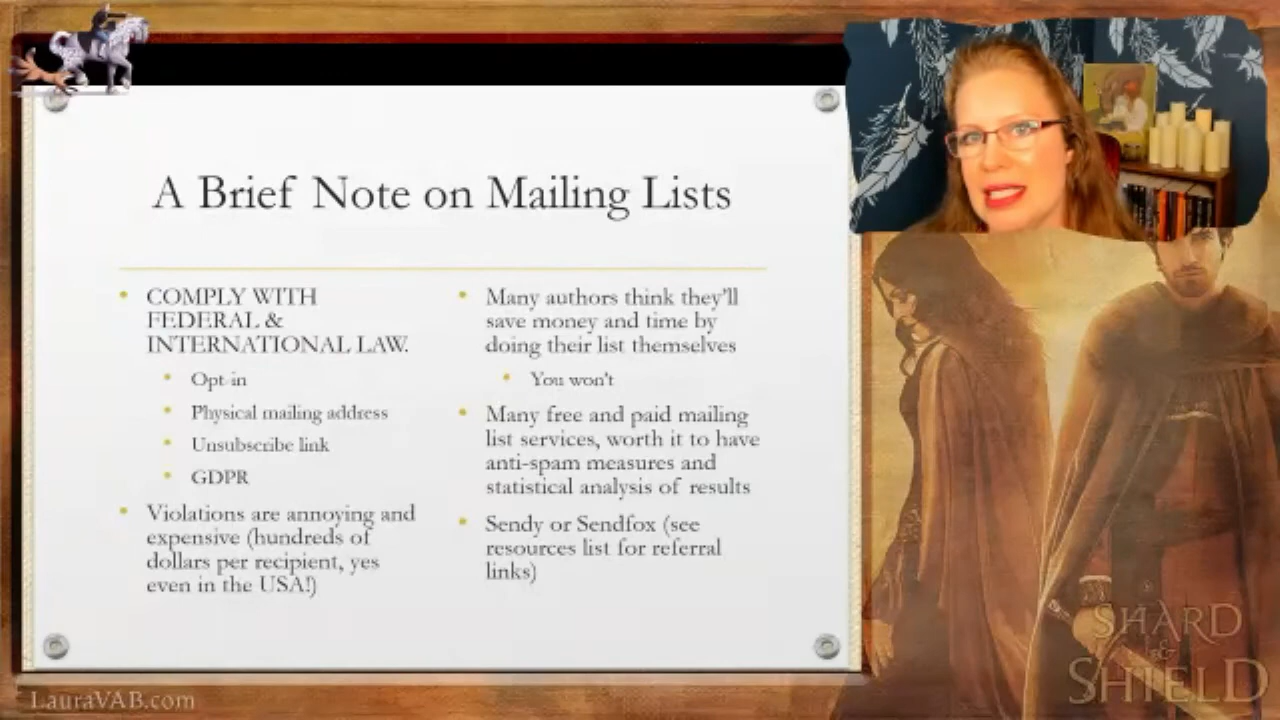 A Brief Note on Mailing Lists
COMPLY WITH
FEDERAL &
INTERNATIONAL LAW.
Opt-in
Physical mailing address
Unsubscribe link
GDPR
Violations are annoying and
expensive (hundreds of
dollars per recipient, yes
even in the USA!)
Many authors think they'll
save money and time by
doing their list themselves
You won't
Many free and paid mailing
list services, worth it to have
anti-spam measures and
statistical analysis of results
Sendy or Sendfox (see
resources list for referral
links)
LauraVAB.com
SHARD
&
SHIELD